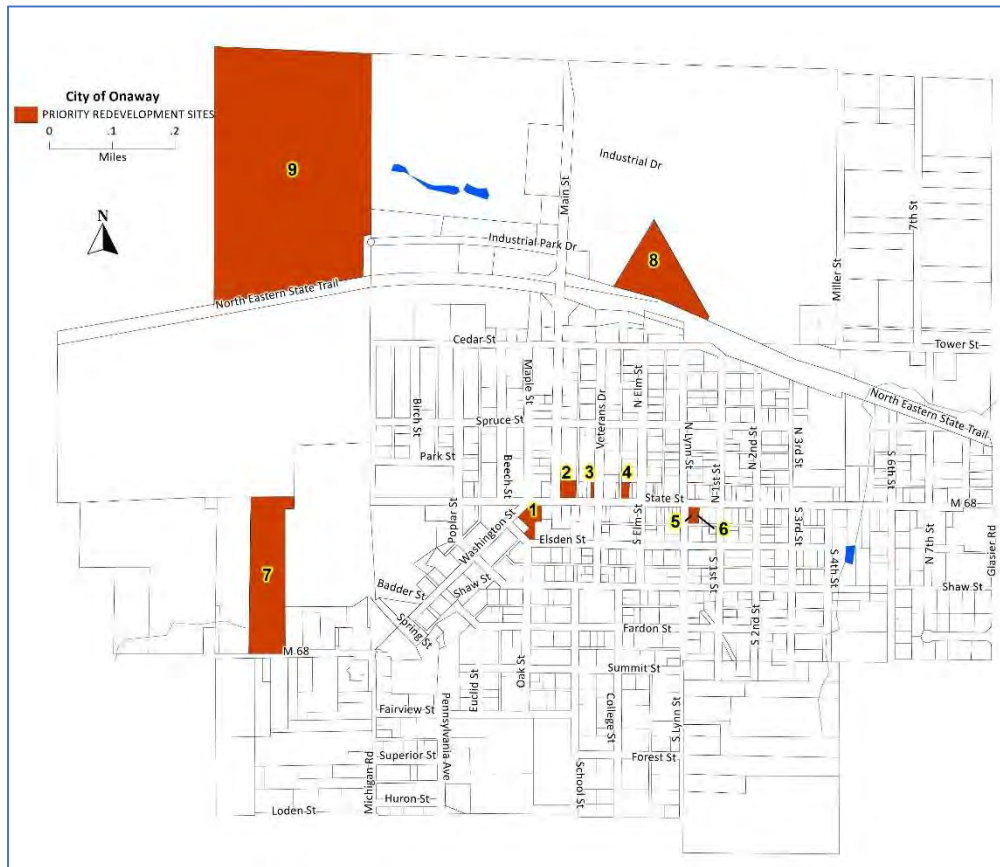 City of Onaway
PRIORITY REDEVELOPMENT SITES
0 .1 .2
Miles
N
9
Industrial Dr
Main St
7th St
Industrial Park Dr
8
Miller St
North Eastern State Trail
Cedar St
Tower St
Maple St
N Elm St
Veterans Dr
Birch St
North Eastern State Trail
Spruce St
N Lynn St
N 2nd St
N 3rd St
Park St
Beech St
N 1st St
S 6th St
2
3
4
State St
M 68
1
Poplar St
Washington St
5
6
S Elm St
Elsden St
S 3rd St
S 4th St
N 7th St
Glasier Rd
7
Badder St
Shaw St
S 1st St
Shaw St
Spring St
Fardon St
S 2nd St
M 68
Oak St
Summit St
Euclid St
Pennsylvania Ave
College St
S Lynn St
Fairview St
Michigan Rd
Superior St
Forest St
School St
Huron St
Loden St